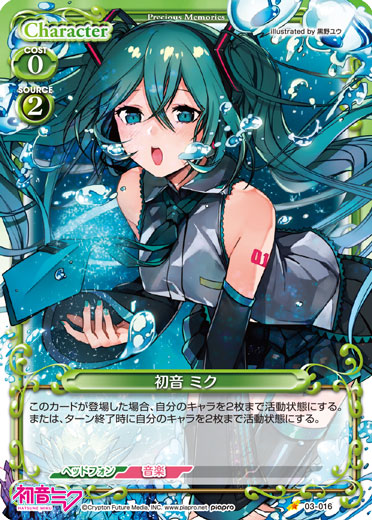 Precious Memories
Character
illustrated by 黒野ユウ
COST
0
SOURCE
2
01
初音 ミク
このカードが登場した場合、自分のキャラを2枚まで活動状態にする。
または、ターン終了時に自分のキャラを2枚まで活動状態にする。
ヘッドフォン
音楽
初音ミク
HATSUNE MIKU
©Crypton Future Media, INC. www.piapro.net piapro
03-016